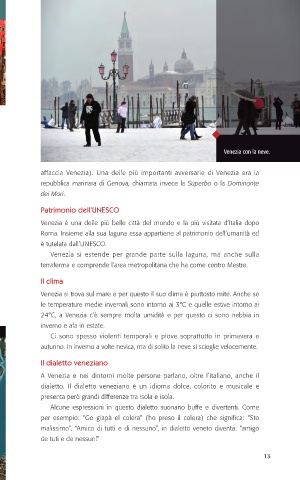 Venezia con la neve.
affaccia Venezia). Una delle più importanti avversarie di Venezia era la
repubblica marinara di Genova, chiamata invece la Superba o la Dominante
dei Mari.
Patrimonio dell'UNESCO
Venezia è una delle più belle città del mondo e la più visitata d'Italia dopo
Roma. Insieme alla sua laguna essa appartiene al patrimonio dell'umanità ed
è tutelata dall'UNESCO.
Venezia si estende per grande parte sulla laguna, ma anche sulla
terraferma e comprende l'area metropolitana che ha come centro Mestre.
Il clima
Venezia si trova sul mare e per questo il suo clima è piuttosto mite. Anche se
le temperature medie invernali sono intorno ai 3°C e quelle estive intorno ai
24°C, a Venezia c'è sempre molta umidità e per questo ci sono nebbia in
inverno e afa in estate.
Ci sono spesso violenti temporali e piove soprattutto in primavera e
autunno. In inverno a volte nevica, ma di solito la neve si scioglie velocemente.
Il dialetto veneziano
A Venezia e nei dintorni molte persone parlano, oltre l'italiano, anche il
dialetto. Il dialetto veneziano è un idioma dolce, colorito e musicale e
presenta però grandi differenze tra isola e isola.
Alcune espressioni in questo dialetto suonano buffe e divertenti. Come
per esempio: "Go giapà el colera" (ho preso il colera) che significa: "Sto
malissimo". "Amico di tutti e di nessuno", in dialetto veneto diventa: "amigo
de tuti e de nessun!"
13